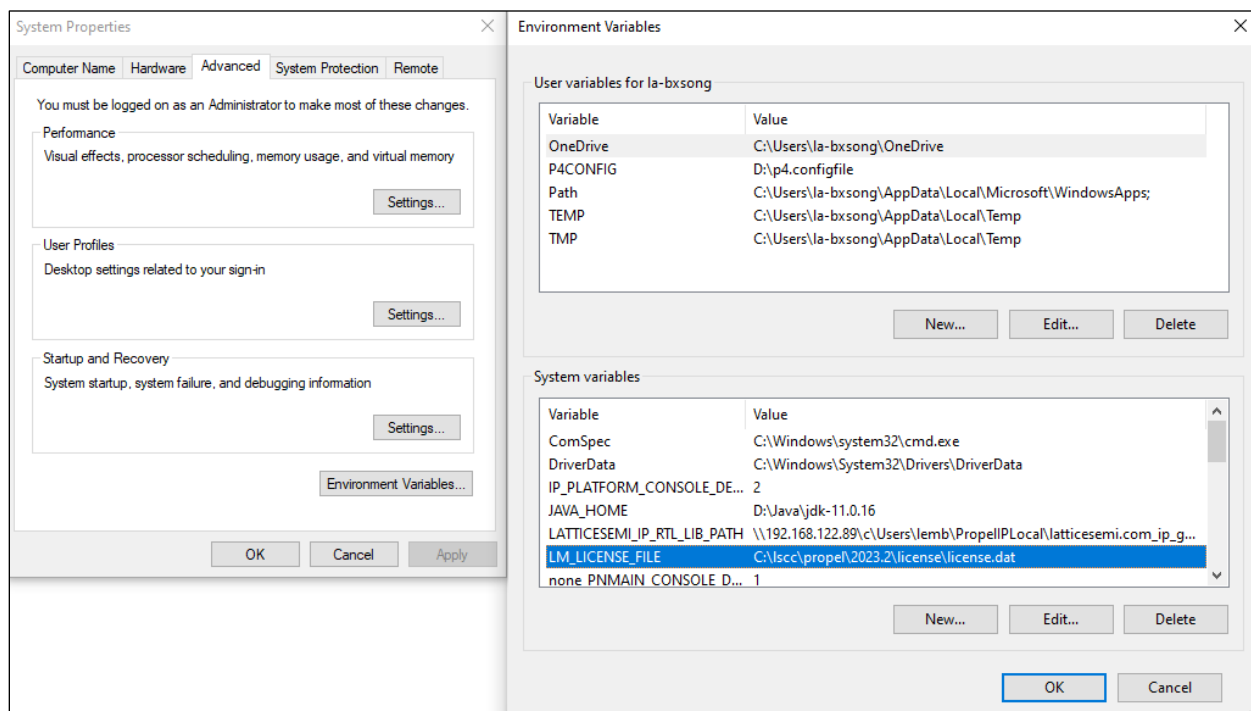 System Properties
Computer Name Hardware Advanced System Protection Remote
You must be logged on as an Administrator to make most of these changes.
Performance
Visual effects, processor scheduling, memory usage, and virtual memory
Settings...
User Profiles
Desktop settings related to your sign-in
Settings...
Startup and Recovery
System startup, system failure, and debugging information
Settings...
Environment Variables...
OK Cancel Apply
Environment Variables
User variables for la-bxsong
Variable Value
OneDrive C:\Users\la-bxsong\OneDrive
P4CONFIG D:\p4.configfile
Path C:\Users\la-bxsong\AppData\Local\Microsoft\WindowsApps;
TEMP C:\Users\la-bxsong\AppData\Local\Temp
TMP C:\Users\la-bxsong\AppData\Local\Temp
New... Edit... Delete
System variables
Variable Value
ComSpec C:\Windows\system32\cmd.exe
DriverData C:\Windows\System32\Drivers\DriverData
IP_PLATFORM_CONSOLE_DE... 2
JAVA_HOME D:\Java\jdk-11.0.16
LATTICESEMI_IP_RTL_LIB_PATH \\192.168.122.89\c\Users\lemb\PropelIPLocal\latticesemi.com_ip_g...
LM_LICENSE_FILE C:\lscc\propel\2023.2\license\license.dat
none_PNMAIN_CONSOLE_D... 1
New... Edit... Delete
OK Cancel